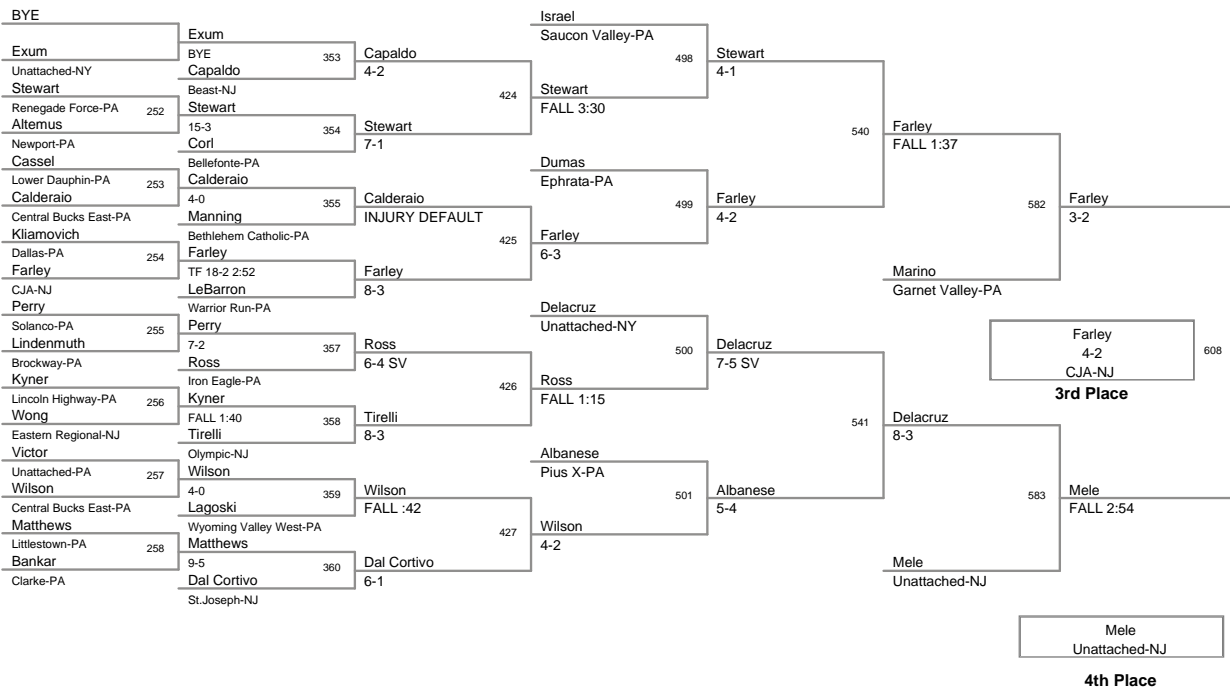 BYE
Exum
Unattached-NY
Stewart
Renegade Force-PA
252
Altemus
Newport-PA
Cassel
Lower Dauphin-PA
253
Calderaio
Central Bucks East-PA
Kliamovich
Dallas-PA
254
Farley
CJA-NJ
Perry
Solanco-PA
255
Lindenmuth
Brockway-PA
Kyner
Lincoln Highway-PA
256
Wong
Eastern Regional-NJ
Victor
Unattached-PA
257
Wilson
Central Bucks East-PA
Matthews
Littlestown-PA
258
Bankar
Clarke-PA
Exum
BYE
353
Capaldo
Beast-NJ
Stewart
15-3
354
Corl
Bellefonte-PA
Calderaio
4-0
355
Manning
Bethlehem Catholic-PA
Farley
TF 18-2 2:52
LeBarron
Warrior Run-PA
Perry
7-2
357
Ross
Iron Eagle-PA
Kyner
FALL 1:40
358
Tirelli
Olympic-NJ
Wilson
4-0
359
Lagoski
Wyoming Valley West-PA
Matthews
9-5
360
Dal Cortivo
St.Joseph-NJ
Capaldo
4-2
424
Stewart
7-1
Calderaio
INJURY DEFAULT
425
Farley
8-3
Ross
6-4 SV
426
Tirelli
8-3
Wilson
FALL :42
427
Dal Cortivo
6-1
Israel
Saucon Valley-PA
498
Stewart
FALL 3:30
Dumas
Ephrata-PA
499
Farley
6-3
Delacruz
Unattached-NY
500
Ross
FALL 1:15
Albanese
Pius X-PA
501
Wilson
4-2
Stewart
4-1
540
Farley
4-2
Delacruz
7-5 SV
541
Albanese
5-4
Farley
FALL 1:37
582
Marino
Garnet Valley-PA
Delacruz
8-3
583
Mele
Unattached-NJ
Farley
3-2
Farley
4-2
CJA-NJ
608
3rd Place
Mele
FALL 2:54
Mele
Unattached-NJ
4th Place